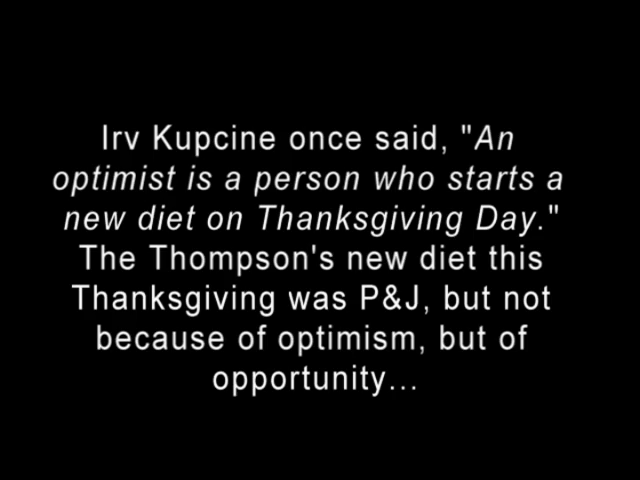 Irv Kupcine once said, "An
optimist is a person who starts a
new diet on Thanksgiving Day."
The Thompson's new diet this
Thanksgiving was P&J, but not
because of optimism, but of
opportunity...